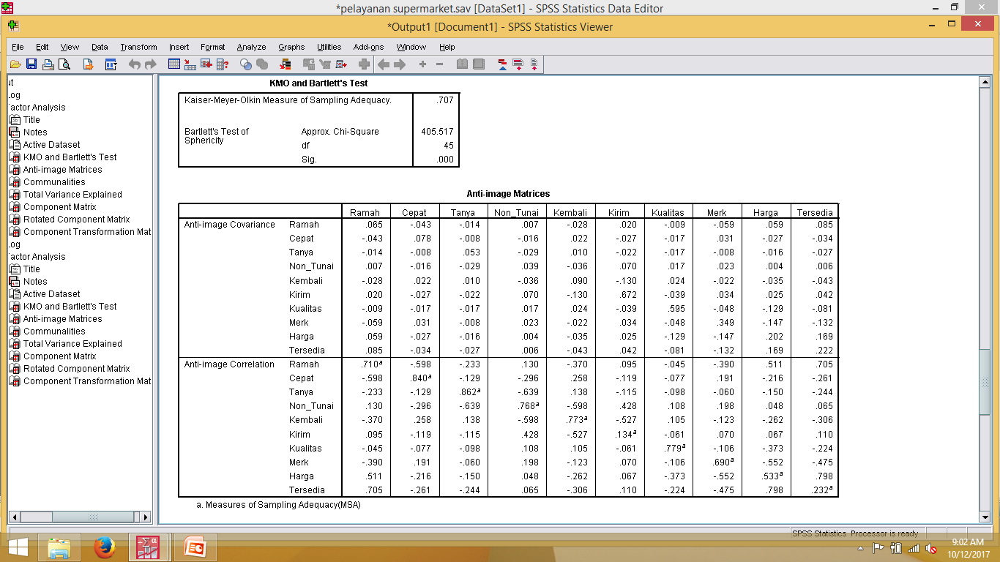 *pelayanan supermarket.sav [DataSet1] - SPSS Statistics Data Editor
*Output1 [Document1] - SPSS Statistics Viewer
File Edit View Data Transform Insert Format Analyze Graphs Utilities Add-ons Window Help
ut
.og
actor Analysis
Title
Notes
Active Dataset
KMO and Bartlett's Test
Anti-image Matrices
Communalities
Total Variance Explained
Component Matrix
Rotated Component Matrix
Component Transformation Mat
.og
actor Analysis
Title
Notes
Active Dataset
KMO and Bartlett's Test
Anti-image Matrices
Communalities
Total Variance Explained
Component Matrix
Rotated Component Matrix
Component Transformation Mat
KMO and Bartlett's Test
Kaiser-Meyer-Olkin Measure of Sampling Adequacy. .707
Bartlett's Test of Sphericity Approx. Chi-Square 405.517
df 45
Sig. .000
Anti-image Matrices
Ramah Cepat Tanya Non_Tunai Kembali Kirim Kualitas Merk Harga Tersedia
Anti-image Covariance Ramah .065 -.043 -.014 .007 -.028 .020 -.009 -.059 .059 .085
Cepat -.043 .078 -.008 -.016 .022 -.027 -.017 .031 -.027 -.034
Tanya -.014 -.008 .053 -.029 .010 -.022 -.017 -.008 -.016 -.027
Non_Tunai .007 -.016 -.029 .039 -.036 .070 .017 .023 .004 .006
Kembali -.028 .022 .010 -.036 .090 -.130 .024 -.022 -.035 -.043
Kirim .020 -.027 -.022 .070 -.130 .672 -.039 .034 .025 .042
Kualitas -.009 -.017 -.017 .017 .024 -.039 .595 -.048 -.129 -.081
Merk -.059 .031 -.008 .023 -.022 .034 -.048 .349 -.147 -.132
Harga .059 -.027 -.016 .004 -.035 .025 -.129 -.147 .202 .169
Tersedia .085 -.034 -.027 .006 -.043 .042 -.081 -.132 .169 .222
Anti-image Correlation Ramah .710a -.598 -.233 .130 -.370 .095 -.045 -.390 .511 .705
Cepat -.598 .840a -.129 -.296 .258 -.119 -.077 .191 -.216 -.261
Tanya -.233 -.129 .862a -.639 .138 -.115 -.098 -.060 -.150 -.244
Non_Tunai .130 -.296 -.639 .768a -.598 .428 .108 .198 .048 .065
Kembali -.370 .258 .138 -.598 .773a -.527 .105 -.123 -.262 -.306
Kirim .095 -.119 -.115 .428 -.527 .134a -.061 .070 .067 .110
Kualitas -.045 -.077 -.098 .108 .105 -.061 .779a -.106 -.373 -.224
Merk -.390 .191 -.060 .198 -.123 .070 -.106 .690a -.552 -.475
Harga .511 -.216 -.150 .048 -.262 .067 -.373 -.552 .533a .798
Tersedia .705 -.261 -.244 .065 -.306 .110 -.224 -.475 .798 .232a
a. Measures of Sampling Adequacy(MSA)
SPSS Statistics Processor is ready
9:02 AM
10/12/2017